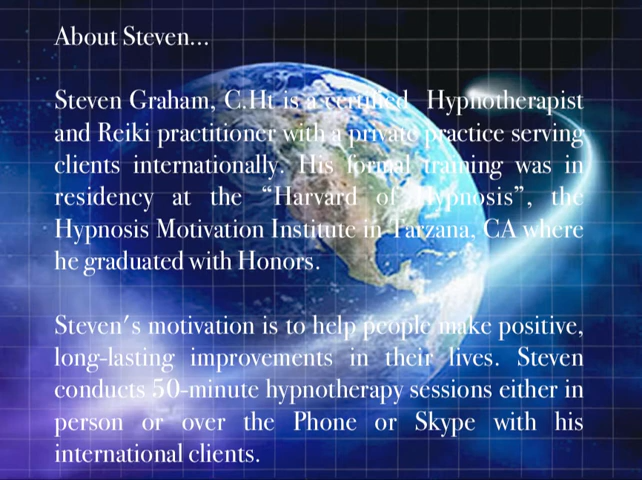 About Steven...
Steven Graham, C.Ht is a certified Hypnotherapist
and Reiki practitioner with a private practice serving
clients internationally. His formal training was in
residency at the “Harvard of Hypnosis”, the
Hypnosis Motivation Institute in Tarzana, CA where
he graduated with Honors.
Steven's motivation is to help people make positive,
long-lasting improvements in their lives. Steven
conducts 50-minute hypnotherapy sessions either in
person or over the Phone or Skype with his
international clients.